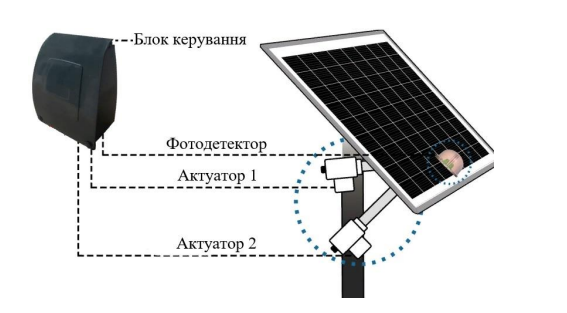 Блок керування
Фотодетектор
Актуатор 1
Актуатор 2